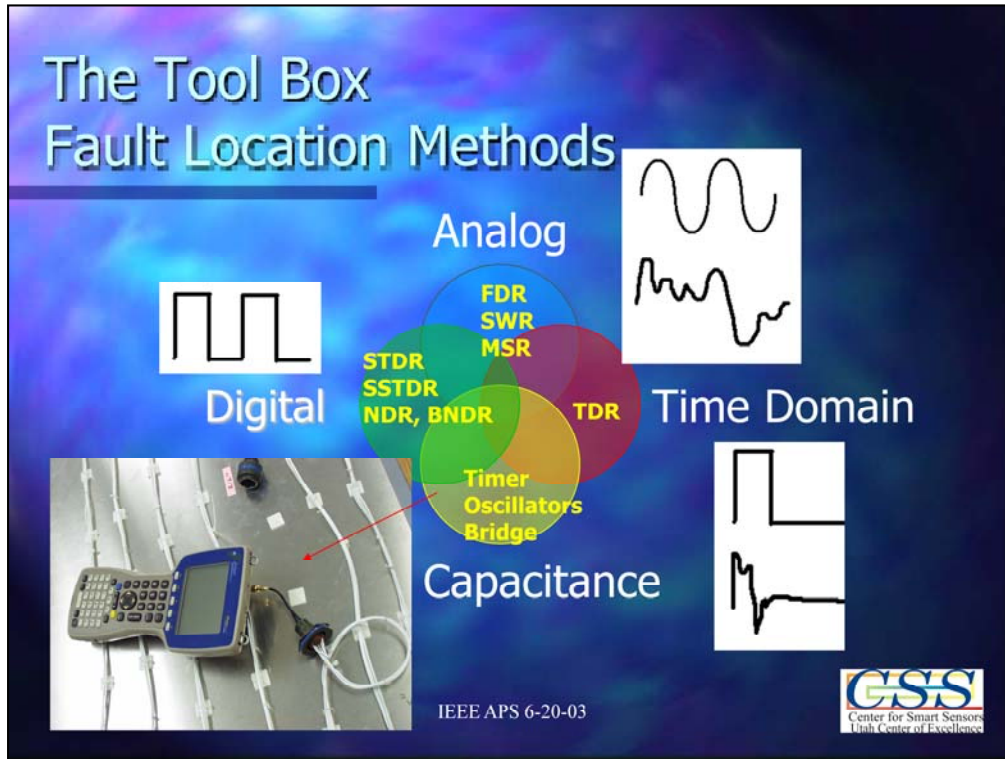 The Tool Box
Fault Location Methods
Analog
FDR
SWR
MSR
STDR
SSTDR
NDR, BNDR
Digital
TDR
Time Domain
Timer
Oscillators
Bridge
Capacitance
IEEE APS 6-20-03
CSS
Center for Smart Sensors
Utah Center of Excellence